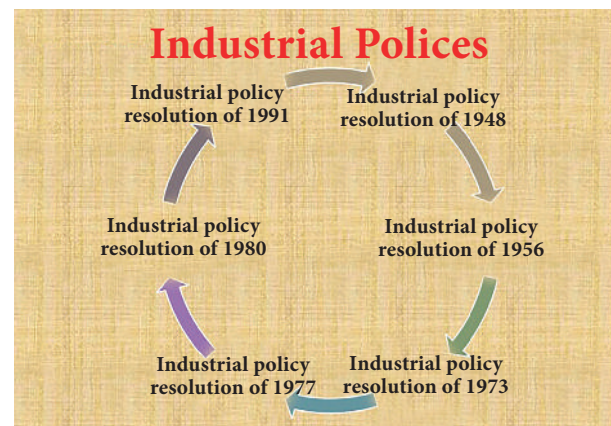 Industrial Polices
Industrial policy
resolution of 1948
Industrial policy
resolution of 1956
Industrial policy
resolution of 1973
Industrial policy
resolution of 1977
Industrial policy
resolution of 1980
Industrial policy
resolution of 1991